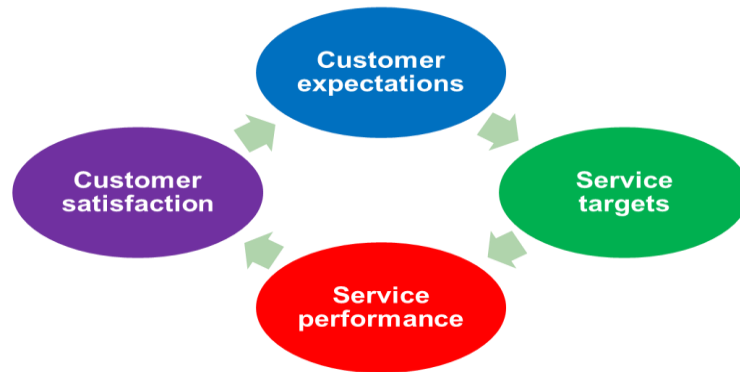 Customer
expectations
Service
targets
Service
performance
Customer
satisfaction